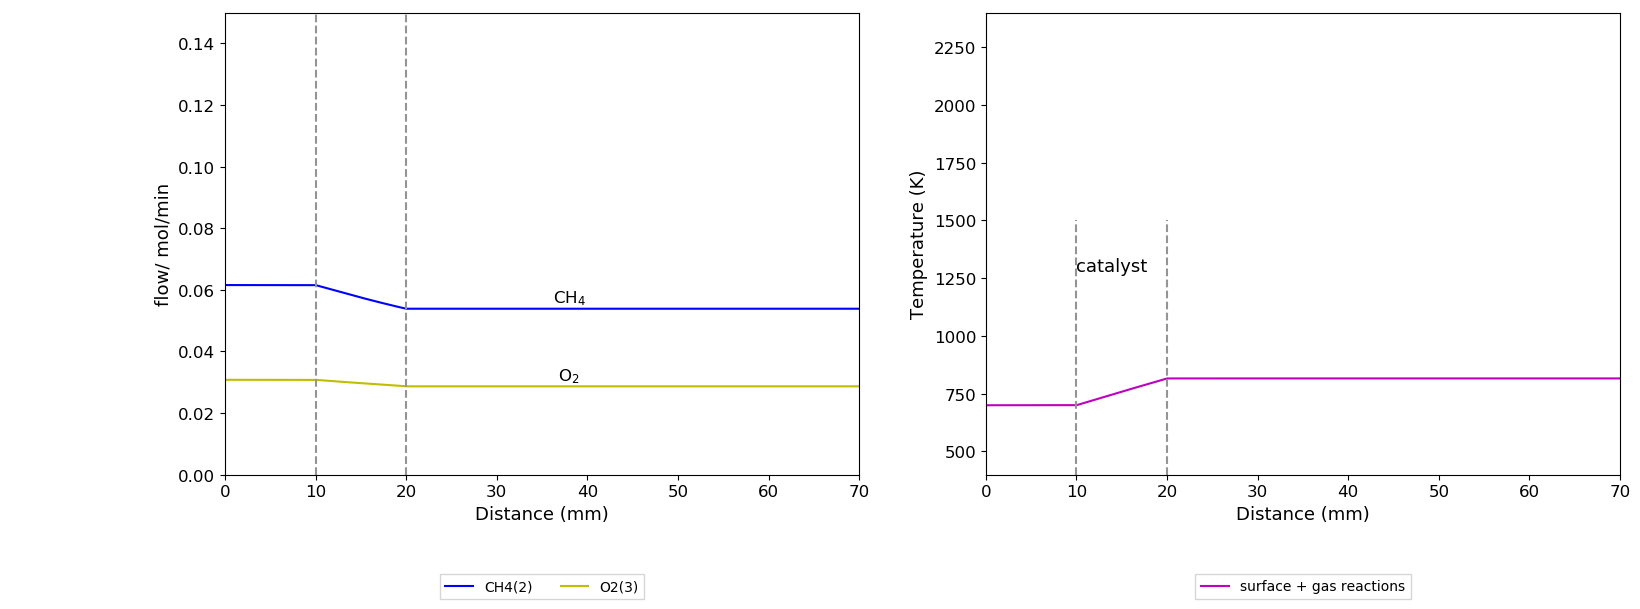 0.14
0.12
0.10
0.08
0.06
0.04
0.02
0.00
flow/ mol/min
CH₄
O₂
0 10 20 30 40 50 60 70
Distance (mm)
CH4(2) O2(3)
2250
2000
1750
1500
1250
1000
750
500
Temperature (K)
catalyst
0 10 20 30 40 50 60 70
Distance (mm)
surface + gas reactions